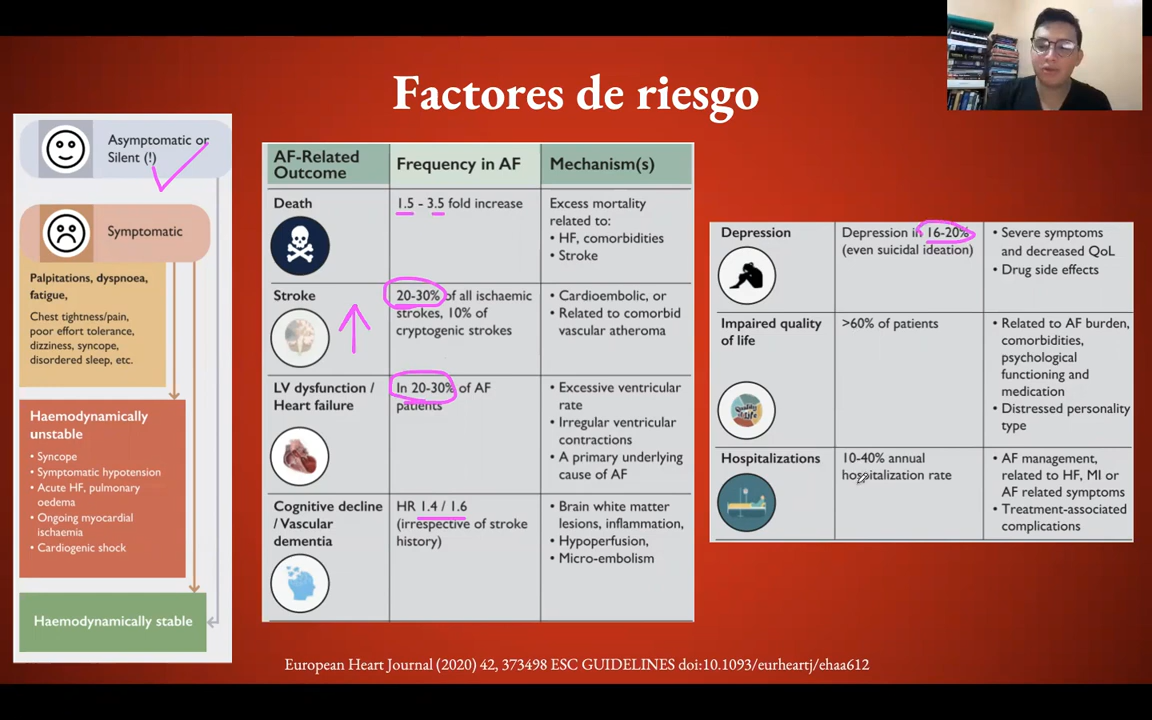 Factores de riesgo
Asymptomatic or
Silent (!)
Symptomatic
Palpitations, dyspnoea,
fatigue,
Chest tightness/pain,
poor effort tolerance,
dizziness, syncope,
disordered sleep, etc.
Haemodynamically
unstable
• Syncope
• Symptomatic hypotension
• Acute HF, pulmonary
oedema
• Ongoing myocardial
ischaemia
• Cardiogenic shock
Haemodynamically stable
AF-Related
Outcome
Frequency in AF
Mechanism(s)
Death
1.5 - 3.5 fold increase
Excess mortality
related to:
• HF, comorbidities
• Stroke
Stroke
20-30% of all ischaemic
strokes, 10% of
cryptogenic strokes
• Cardioembolic, or
• Related to comorbid
vascular atheroma
LV dysfunction /
Heart failure
In 20-30% of AF
patients
• Excessive ventricular
rate
• Irregular ventricular
contractions
• A primary underlying
cause of AF
Cognitive decline
/ Vascular
dementia
HR 1.4 / 1.6
(irrespective of stroke
history)
• Brain white matter
lesions, inflammation,
• Hypoperfusion,
• Micro-embolism
Depression
Depression in 16-20%
(even suicidal ideation)
• Severe symptoms
and decreased QoL
• Drug side effects
Impaired quality
of life
Quality of Life
>60% of patients
• Related to AF burden,
comorbidities,
psychological
functioning and
medication
• Distressed personality
type
Hospitalizations
10-40% annual
hospitalization rate
• AF management,
related to HF, MI or
AF related symptoms
• Treatment-associated
complications
European Heart Journal (2020) 42, 373498 ESC GUIDELINES doi:10.1093/eurheartj/ehaa612